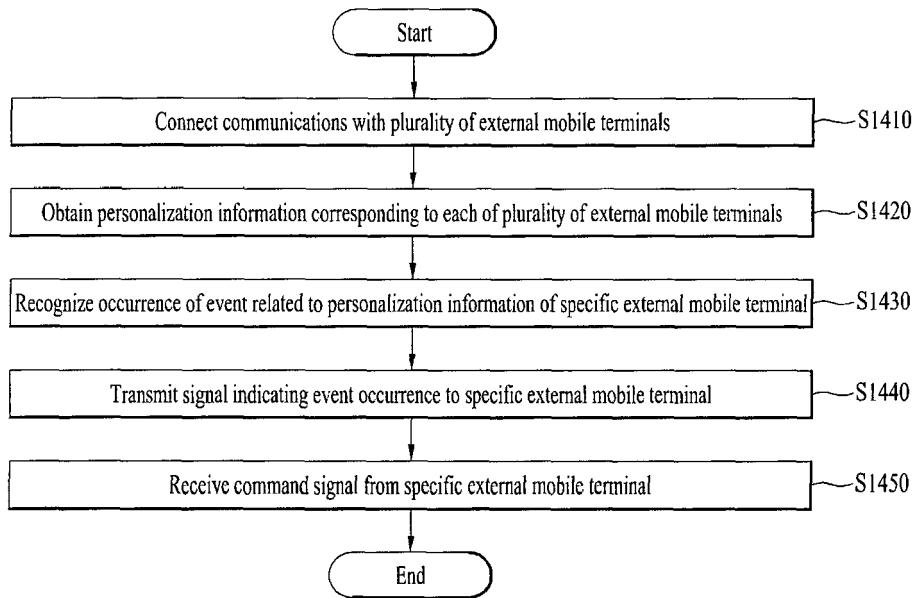 Start
Connect communications with plurality of external mobile terminals
S1410
Obtain personalization information corresponding to each of plurality of external mobile terminals
S1420
Recognize occurrence of event related to personalization information of specific external mobile terminal
S1430
Transmit signal indicating event occurrence to specific external mobile terminal
S1440
Receive command signal from specific external mobile terminal
S1450
End